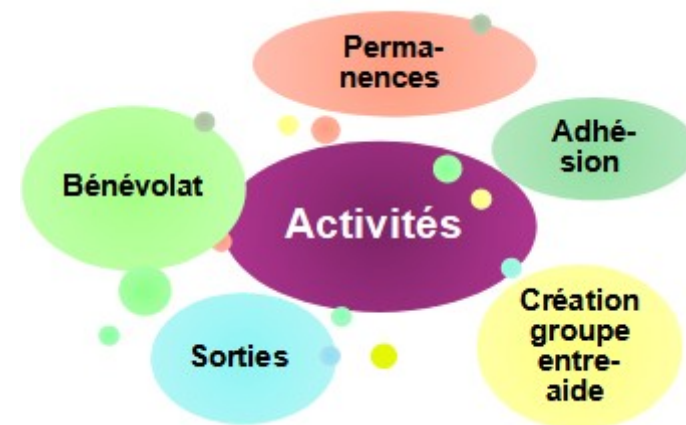 Perma-
nences
Adhé-
sion
Bénévolat
Activités
Création
groupe
entre-
aide
Sorties